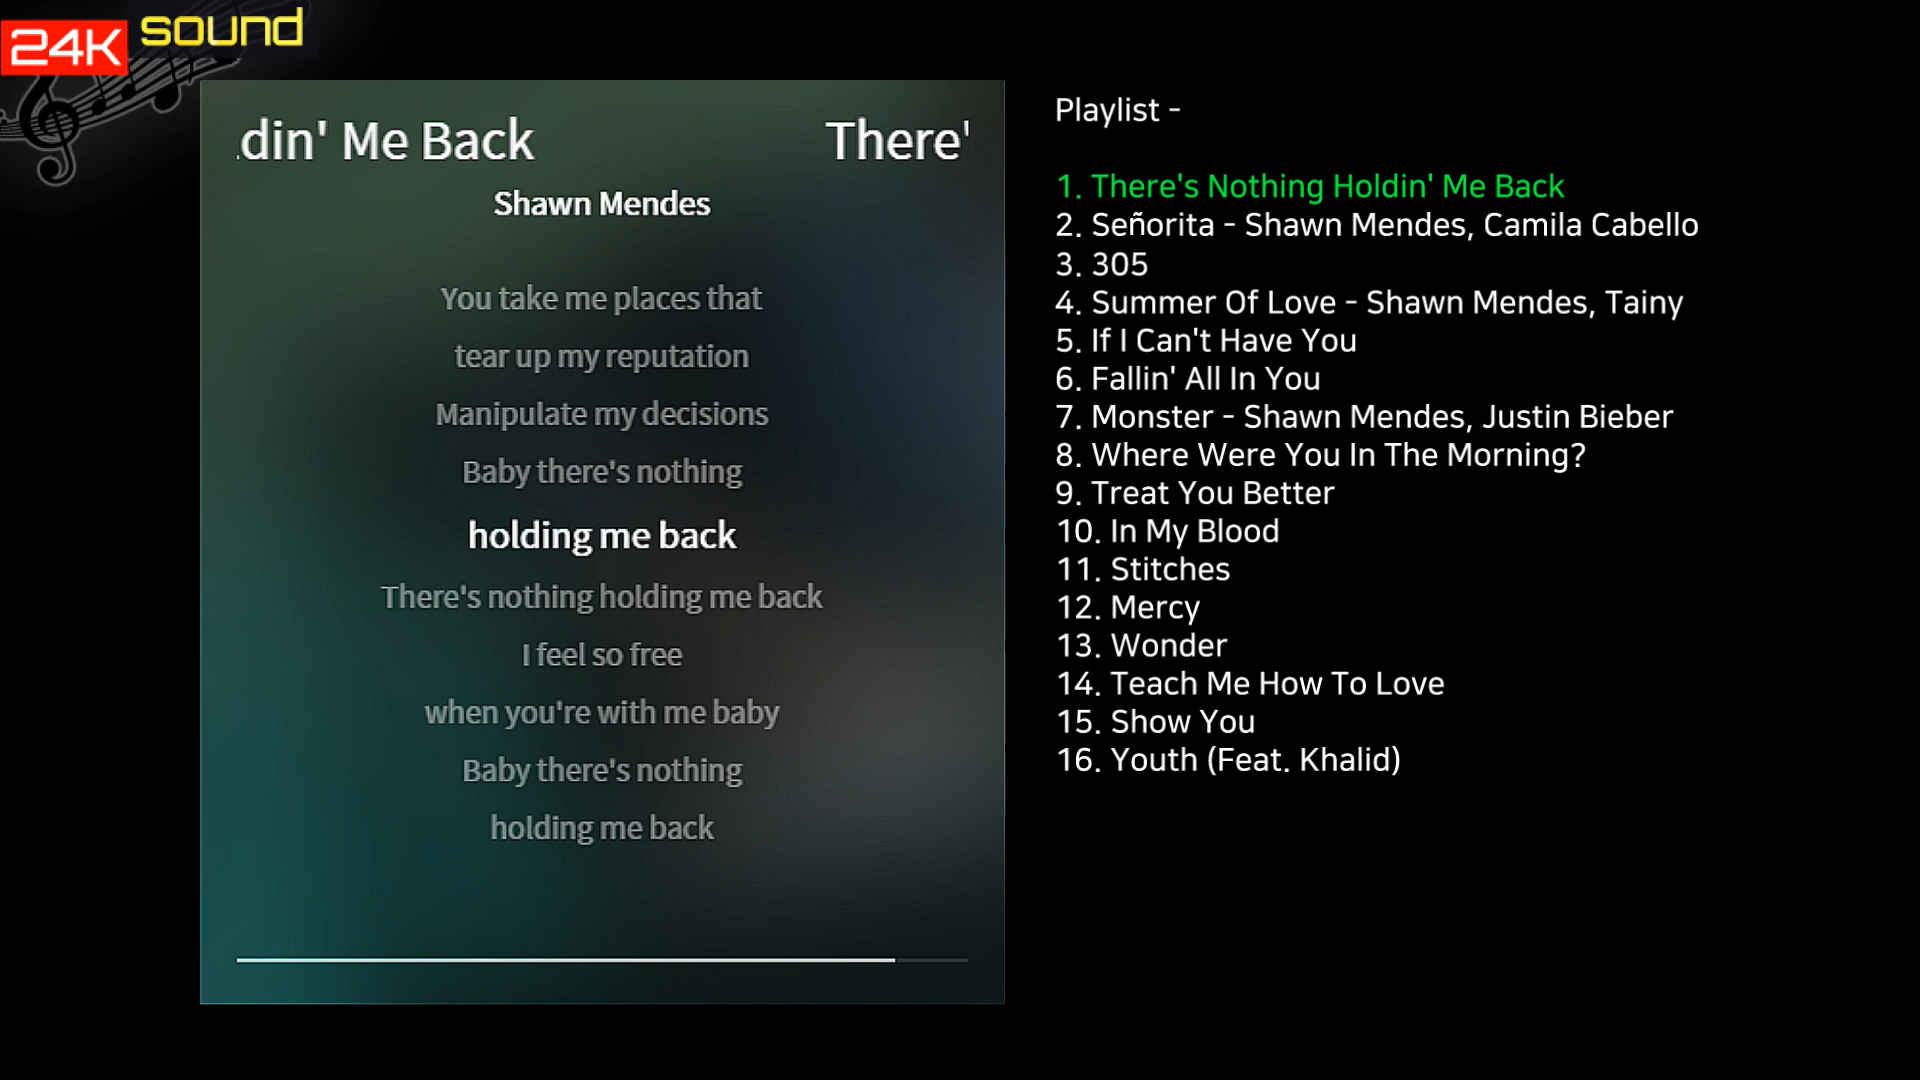 24K sound
din' Me Back There'
Shawn Mendes
You take me places that
tear up my reputation
Manipulate my decisions
Baby there's nothing
holding me back
There's nothing holding me back
I feel so free
when you're with me baby
Baby there's nothing
holding me back
Playlist -
1. There's Nothing Holdin' Me Back
2. Señorita - Shawn Mendes, Camila Cabello
3. 305
4. Summer Of Love - Shawn Mendes, Tainy
5. If I Can't Have You
6. Fallin' All In You
7. Monster - Shawn Mendes, Justin Bieber
8. Where Were You In The Morning?
9. Treat You Better
10. In My Blood
11. Stitches
12. Mercy
13. Wonder
14. Teach Me How To Love
15. Show You
16. Youth (Feat. Khalid)